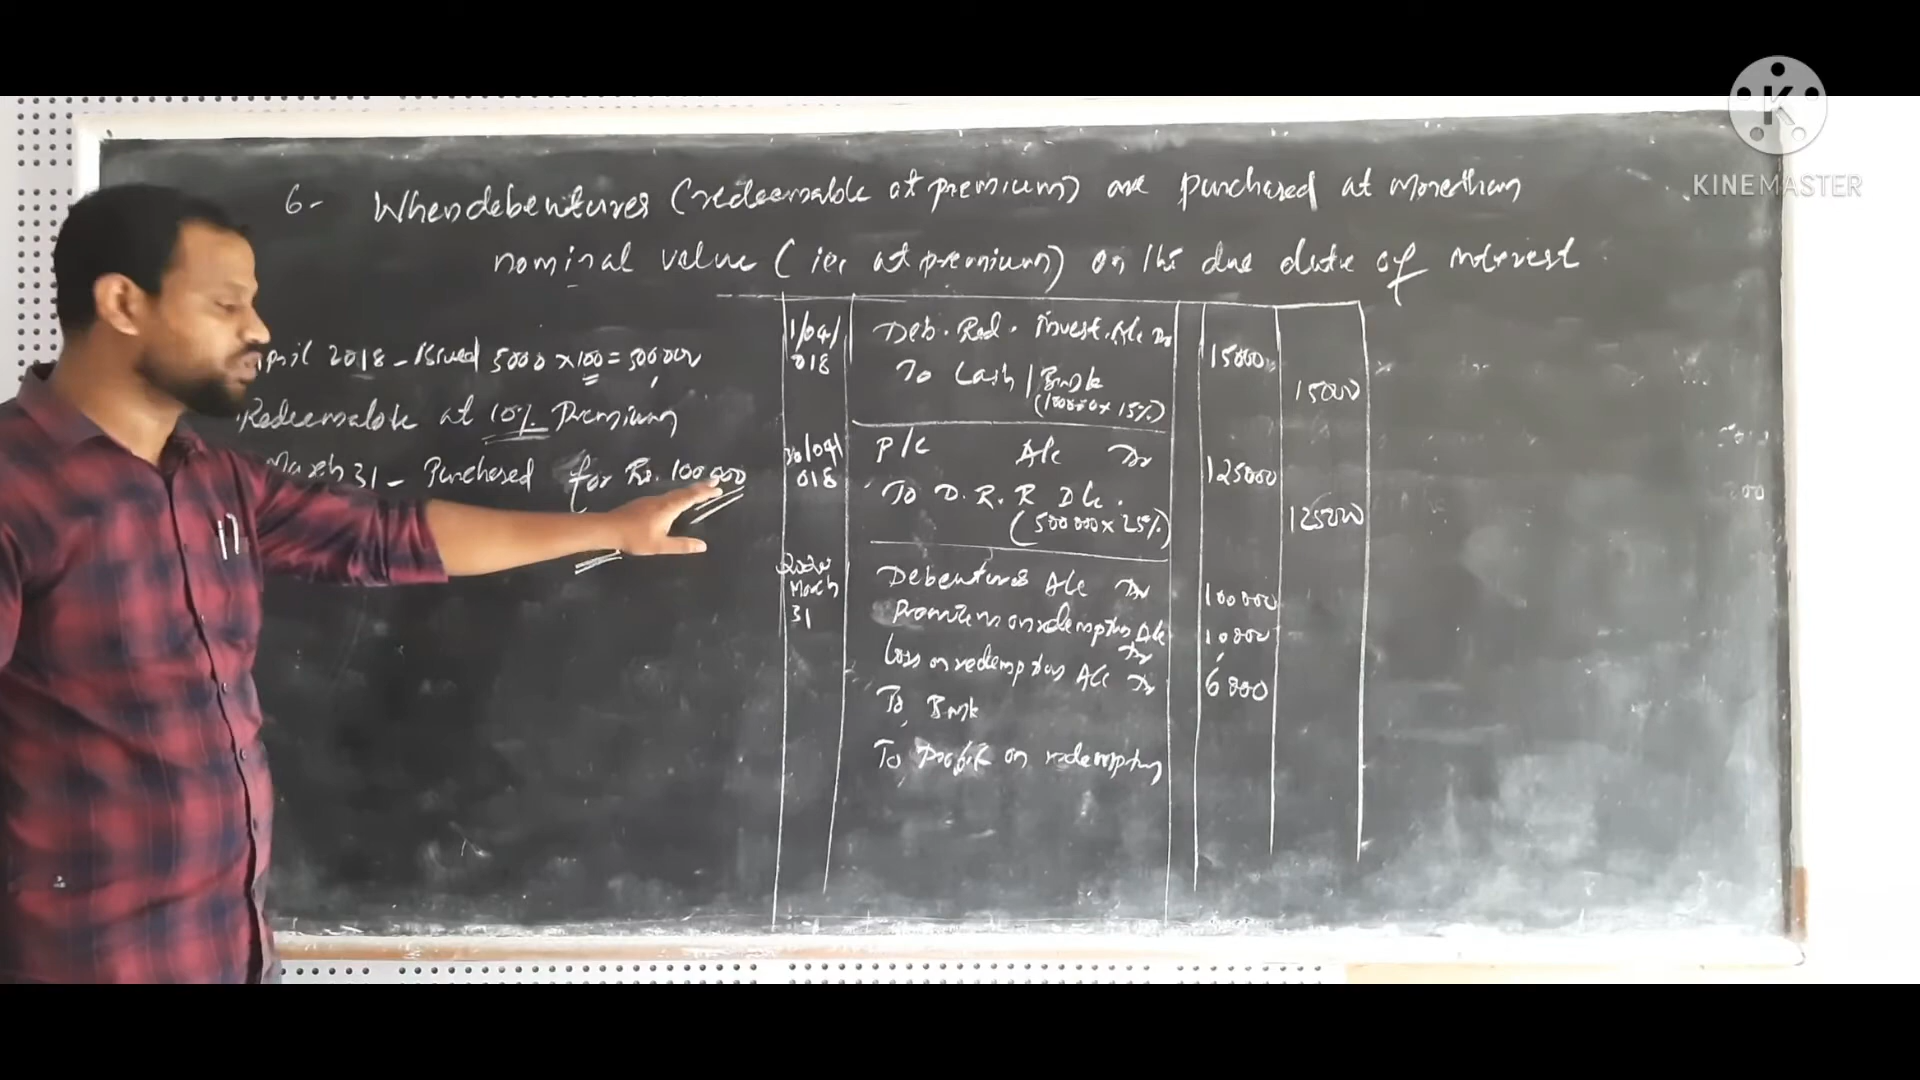 KINEMASTER
6- When debentures (redeemable at premium) are purchased at more than
nominal value (ie, at premium) on the due date of interest
April 2018 - Issued 5000 x 100 = 500000
Redeemable at 10% Premium
March 31 - Purchased for Rs. 100000
1/04/018 Deb. Red. Invest. A/c Dr 15000
To Cash / Bank 15000
(100000 x 15%)
30/04/018 P/L A/c Dr 125000
To D.R.R A/c. 125000
(500000 x 25%)
2020 March 31 Debentures A/c Dr 100000
Premium on redemption A/c Dr 10000
Loss on redemption A/c Dr 6000
To Bank
To Profit on redemption